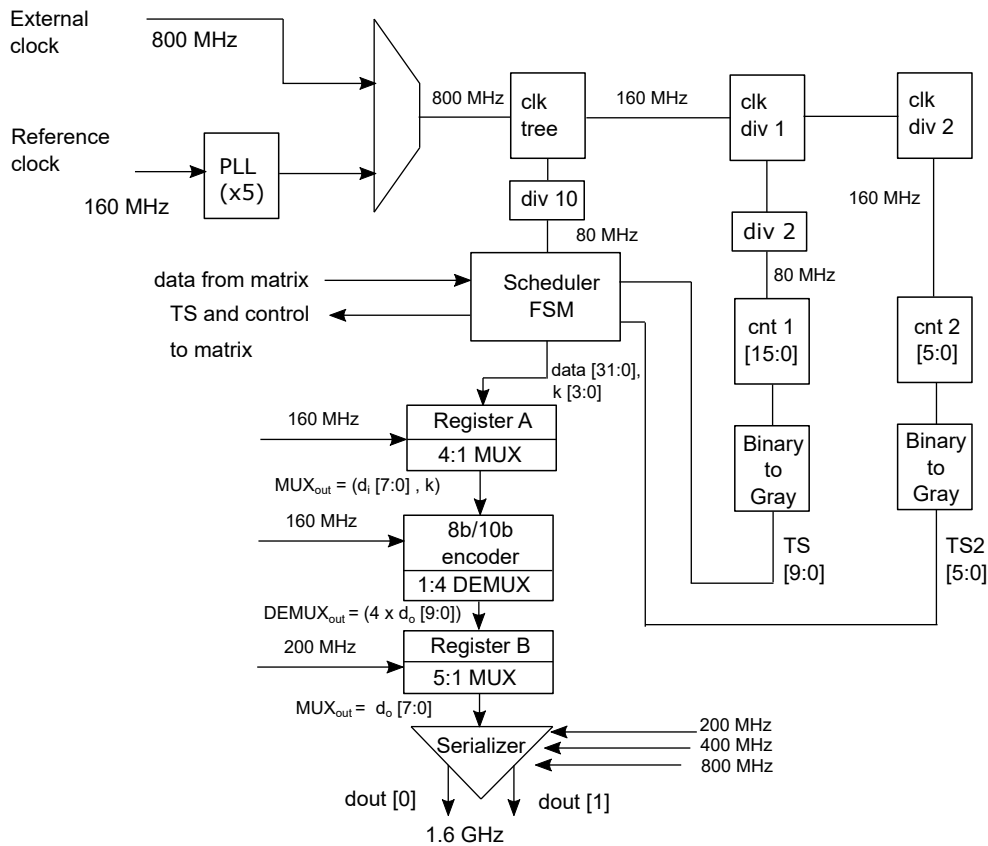 External
clock
800 MHz
Reference
clock
160 MHz
PLL
(x5)
800 MHz
clk
tree
160 MHz
clk
div 1
clk
div 2
div 10
80 MHz
div 2
80 MHz
160 MHz
data from matrix
TS and control
to matrix
Scheduler
FSM
cnt 1
[15:0]
cnt 2
[5:0]
data [31:0],
k [3:0]
160 MHz
Register A
4:1 MUX
Binary
to
Gray
Binary
to
Gray
MUXout = (di [7:0] , k)
160 MHz
8b/10b
encoder
1:4 DEMUX
TS
[9:0]
TS2
[5:0]
DEMUXout = (4 x do [9:0])
200 MHz
Register B
5:1 MUX
MUXout = do [7:0]
Serializer
200 MHz
400 MHz
800 MHz
dout [0]
dout [1]
1.6 GHz